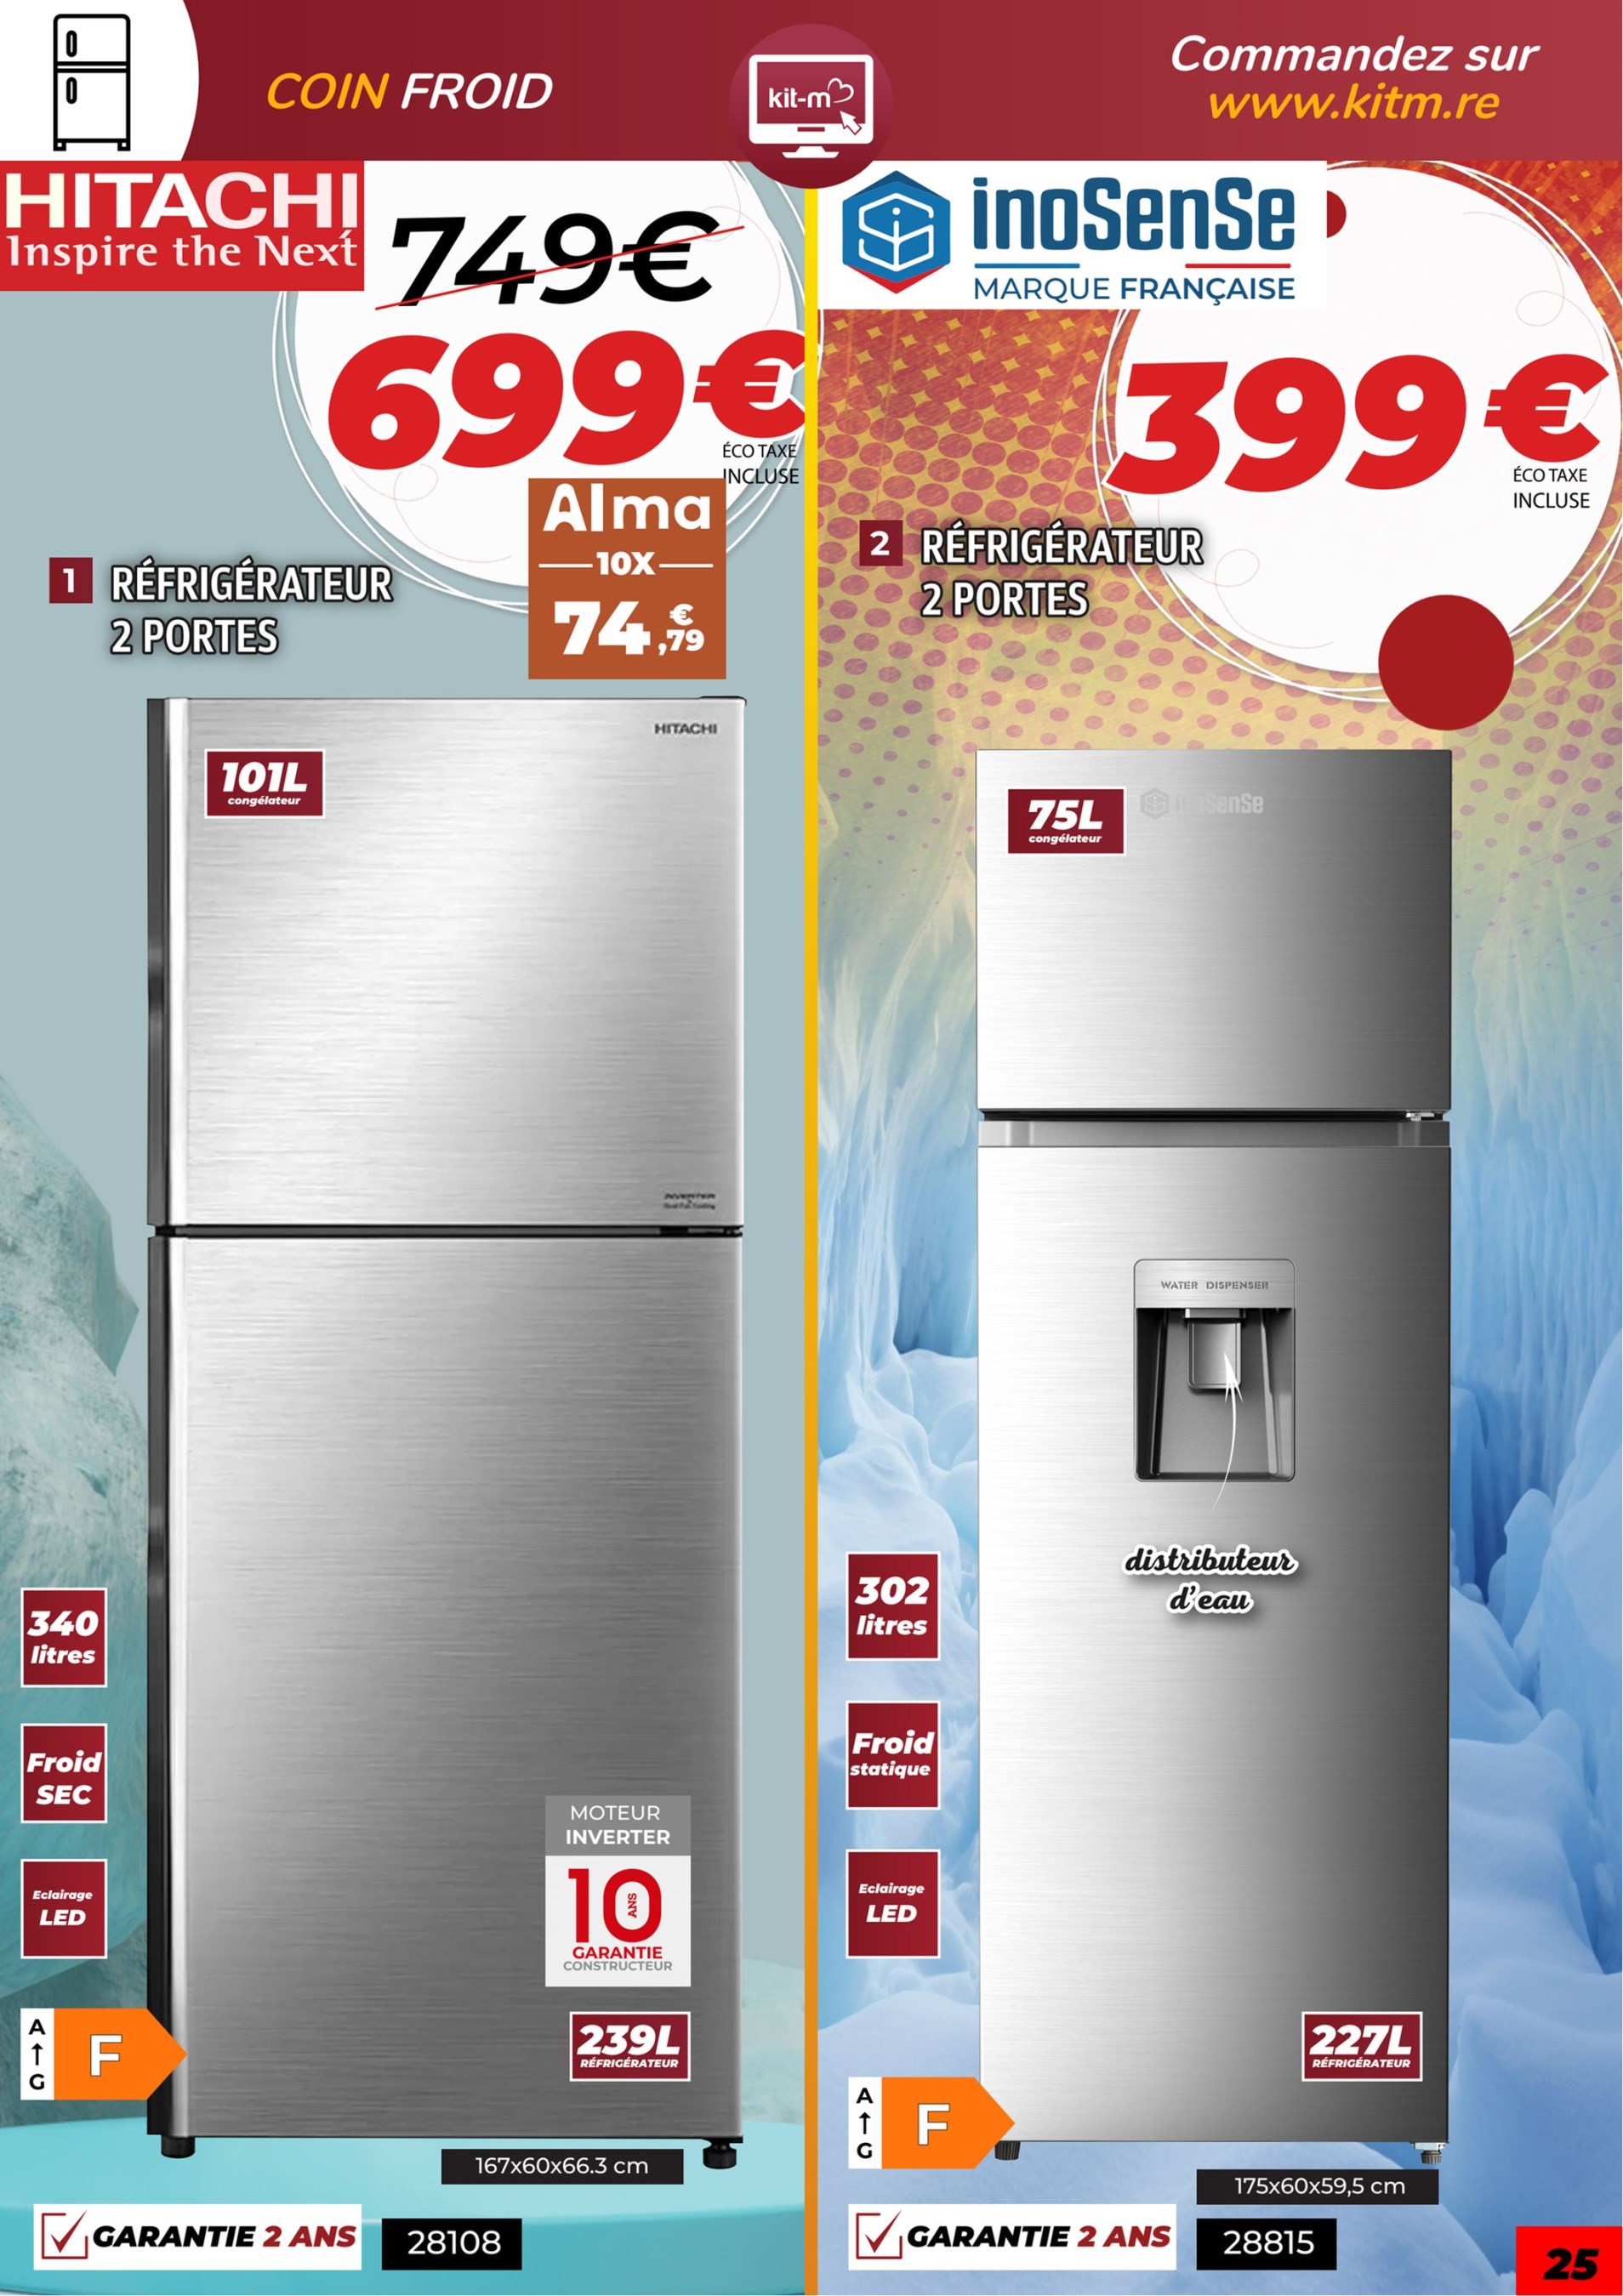 COIN FROID
kit-m
Commandez sur
www.kitm.re
HITACHI
Inspire the Next
749€
699€
ÉCO TAXE
INCLUSE
Alma
10X
74,79€
1 RÉFRIGÉRATEUR
2 PORTES
HITACHI
101L
congélateur
INVERTER
340
litres
Froid
SEC
Eclairage
LED
MOTEUR
INVERTER
10 ANS
GARANTIE
CONSTRUCTEUR
239L
RÉFRIGÉRATEUR
A
↑
G
F
167x60x66.3 cm
GARANTIE 2 ANS
28108
inoSenSe
MARQUE FRANÇAISE
399€
ÉCO TAXE
INCLUSE
2 RÉFRIGÉRATEUR
2 PORTES
75L
congélateur
inoSenSe
WATER DISPENSER
distributeur
d'eau
302
litres
Froid
statique
Eclairage
LED
227L
RÉFRIGÉRATEUR
A
↑
G
F
175x60x59,5 cm
GARANTIE 2 ANS
28815
25